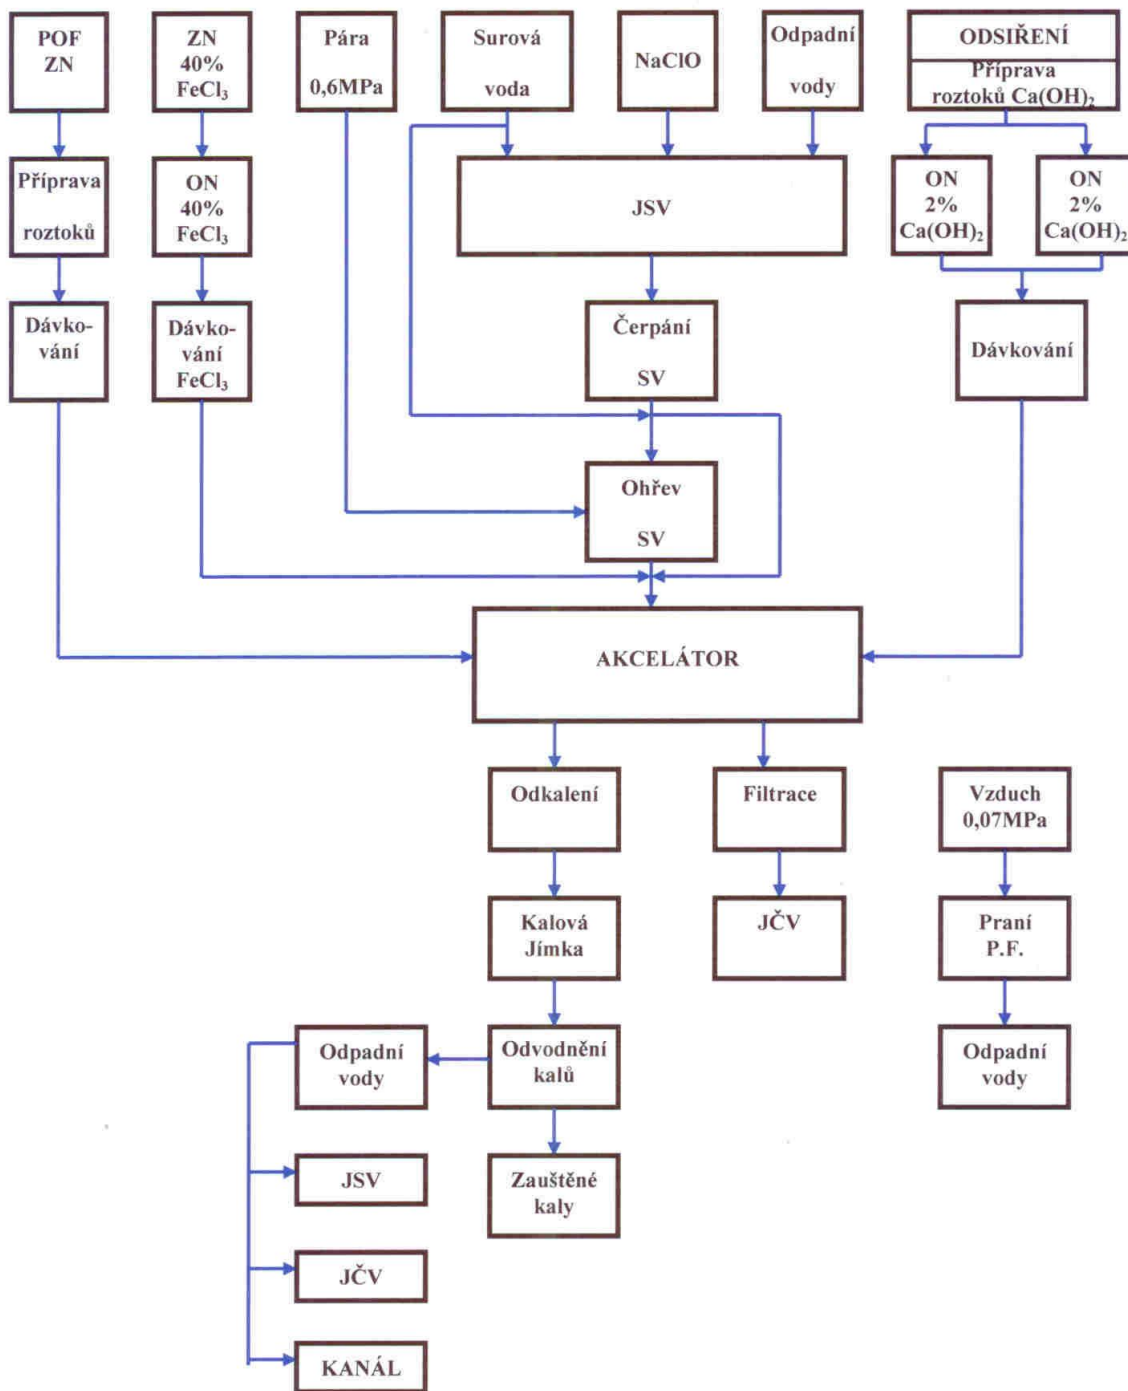 POF
ZN
ZN
40%
FeCl₃
Pára
0,6MPa
Surová
voda
NaClO
Odpadní
vody
ODSIŘENÍ
Příprava
roztoků Ca(OH)₂
Příprava
roztoků
ON
40%
FeCl₃
JSV
ON
2%
Ca(OH)₂
ON
2%
Ca(OH)₂
Dávko-
vání
Dávko-
vání
FeCl₃
Čerpání
SV
Dávkování
Ohřev
SV
AKCELÁTOR
Odkalení
Filtrace
Vzduch
0,07MPa
Kalová
Jímka
JČV
Praní
P.F.
Odpadní
vody
Odvodnění
kalů
Odpadní
vody
JSV
Zauštěné
kaly
JČV
KANÁL